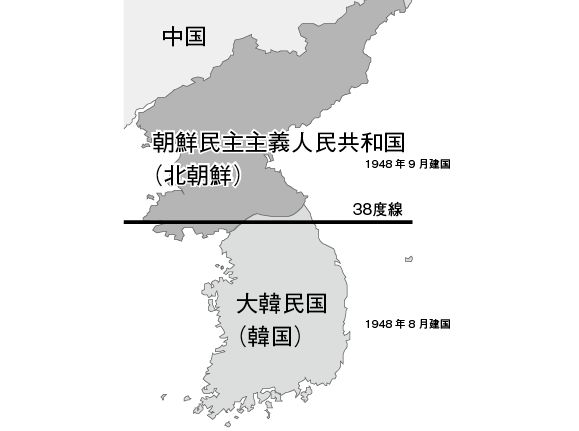 中国
朝鮮民主主義人民共和国
（北朝鮮）
1948年9月建国
38度線
大韓民国
（韓国）
1948年8月建国